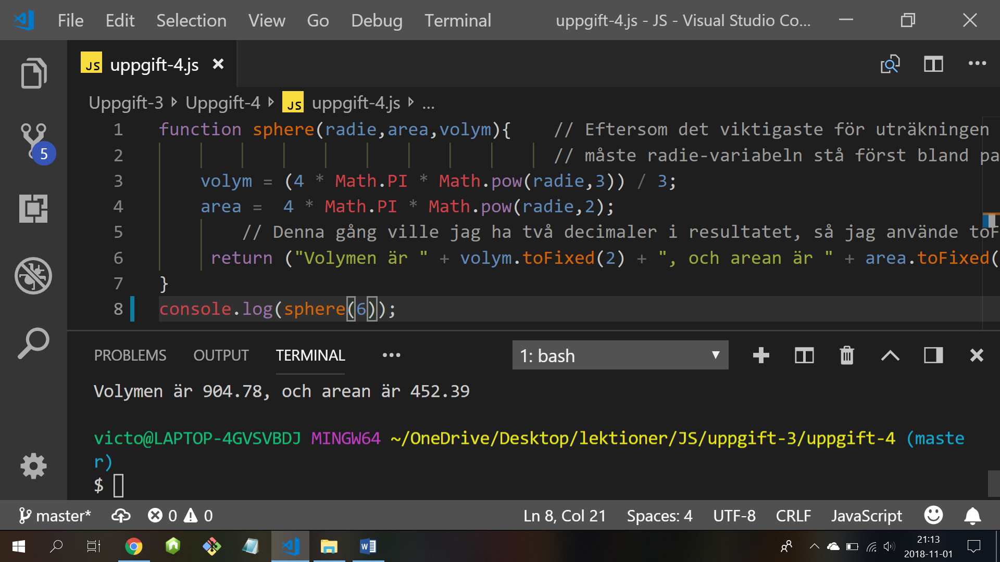 File Edit Selection View Go Debug Terminal uppgift-4.js - JS - Visual Studio Co...
JS uppgift-4.js
Uppgift-3 Uppgift-4 JS uppgift-4.js ...
1 function sphere(radie,area,volym){ // Eftersom det viktigaste för uträkningen
2 // måste radie-variabeln stå först bland pa
3 volym = (4 * Math.PI * Math.pow(radie,3)) / 3;
4 area = 4 * Math.PI * Math.pow(radie,2);
5 // Denna gång ville jag ha två decimaler i resultatet, så jag använde toF
6 return ("Volymen är " + volym.toFixed(2) + ", och arean är " + area.toFixed(
7 }
8 console.log(sphere(6));
5
PROBLEMS OUTPUT TERMINAL ... 1: bash
Volymen är 904.78, och arean är 452.39
victo@LAPTOP-4GVSVBDJ MINGW64 ~/OneDrive/Desktop/lektioner/JS/uppgift-3/uppgift-4 (maste
r)
$
master* 0 0 Ln 8, Col 21 Spaces: 4 UTF-8 CRLF JavaScript
21:13
2018-11-01